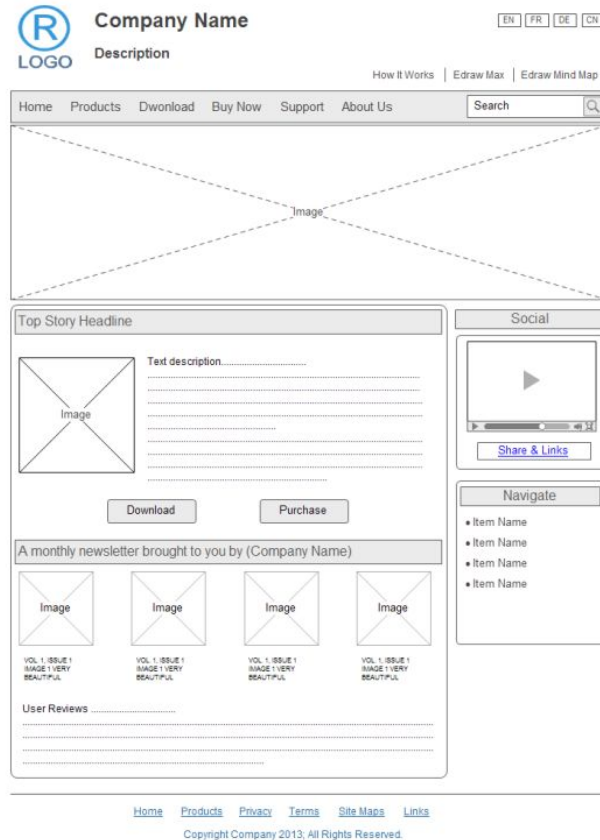 R
LOGO
Company Name
Description
EN FR DE CN
How It Works Edraw Max Edraw Mind Map
Home Products Dwonload Buy Now Support About Us Search
Image
Top Story Headline
Image
Text description
Download Purchase
A monthly newsletter brought to you by (Company Name)
Image Image Image Image
VOL .1, ISSUE 1 VOL .1, ISSUE 1 VOL .1, ISSUE 1 VOL .1, ISSUE 1
IMAGE 1 VERY IMAGE 1 VERY IMAGE 1 VERY IMAGE 1 VERY
BEAUTIFUL BEAUTIFUL BEAUTIFUL BEAUTIFUL
User Reviews
Social
Share & Links
Navigate
Item Name
Item Name
Item Name
Item Name
Home Products Privacy Terms Site Maps Links
Copyright Company 2013; All Rights Reserved.